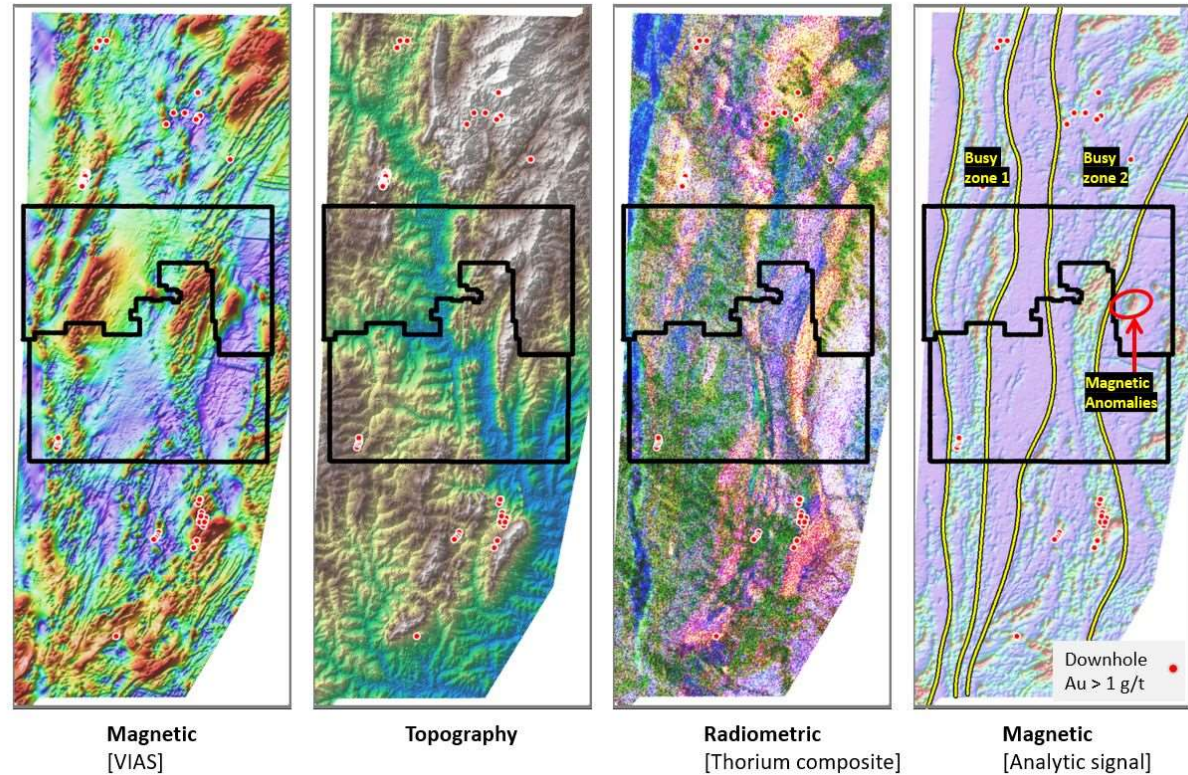 Busy
zone 1
Busy
zone 2
Magnetic
Anomalies
Downhole
Au > 1 g/t
Magnetic
[VIAS]
Topography
Radiometric
[Thorium composite]
Magnetic
[Analytic signal]